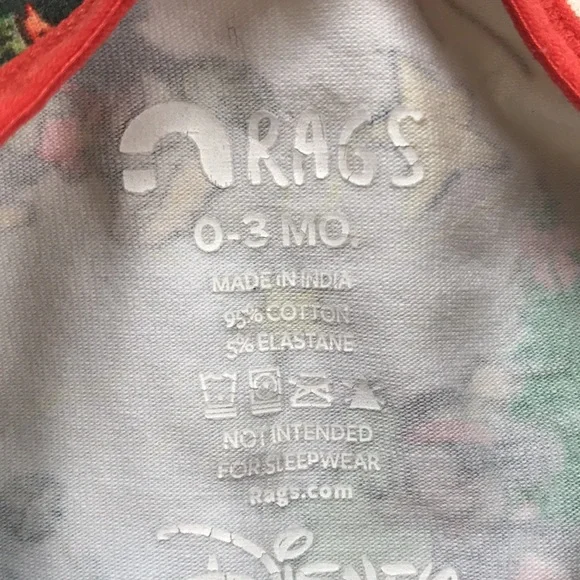 RAGS
0-3 MO.
MADE IN INDIA
95% COTTON
5% ELASTANE
NOT INTENDED
FOR SLEEPWEAR
Rags.com